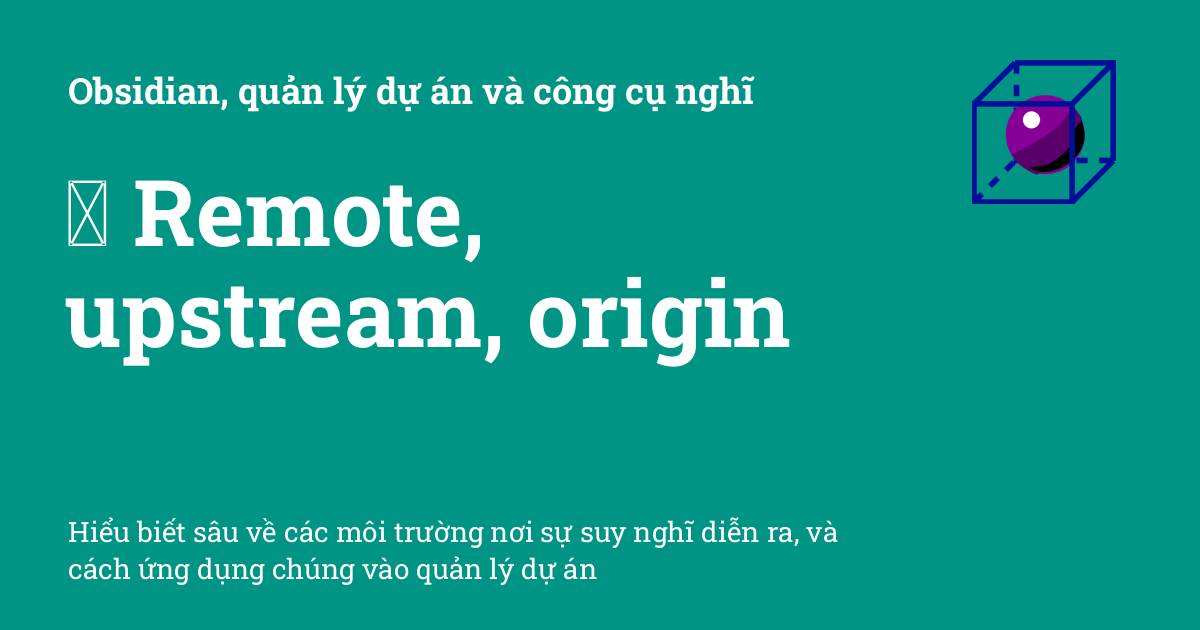 Obsidian, quản lý dự án và công cụ nghĩ
Remote,
upstream, origin
Hiểu biết sâu về các môi trường nơi sự suy nghĩ diễn ra, và
cách ứng dụng chúng vào quản lý dự án